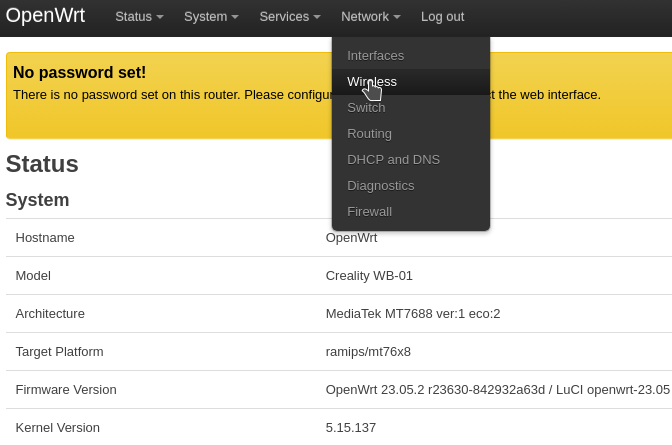 OpenWrt Status System Services Network Log out
Interfaces
Wireless
Switch
Routing
DHCP and DNS
Diagnostics
Firewall
No password set!
There is no password set on this router. Please configur t the web interface.
Status
System
Hostname OpenWrt
Model Creality WB-01
Architecture MediaTek MT7688 ver:1 eco:2
Target Platform ramips/mt76x8
Firmware Version OpenWrt 23.05.2 r23630-842932a63d / LuCI openwrt-23.05
Kernel Version 5.15.137